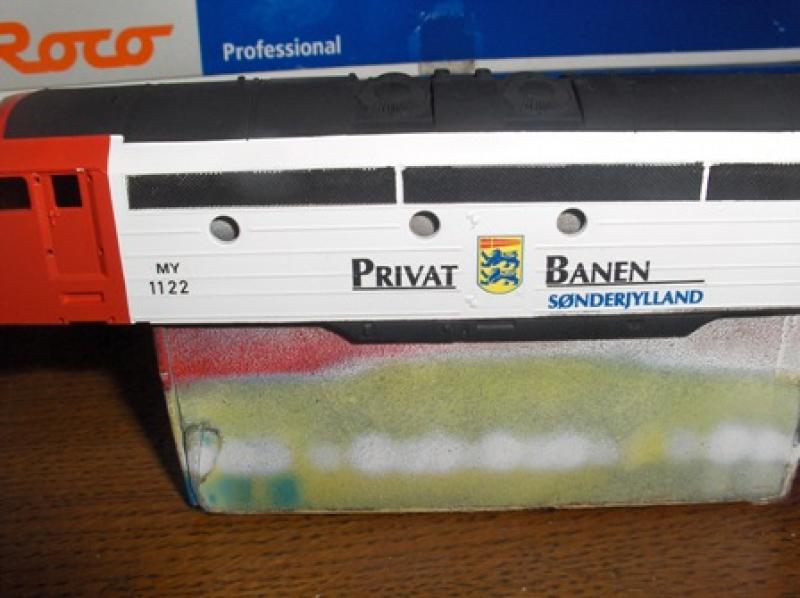 Roco
Professional
MY
1122
PRIVAT BANEN
SØNDERJYLLAND